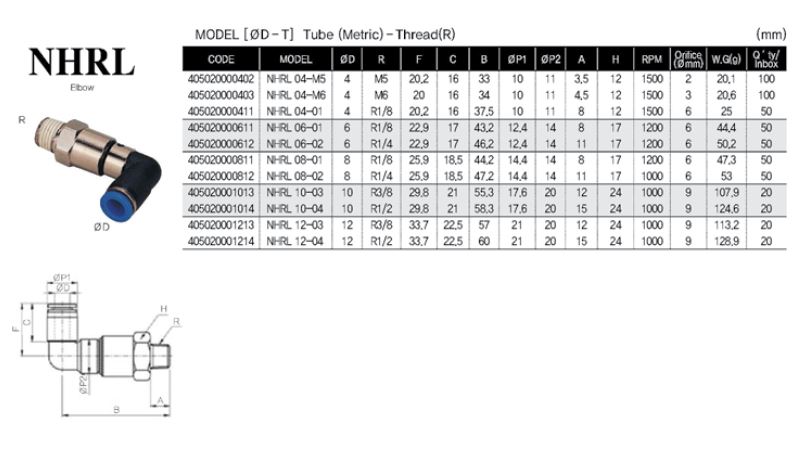 MODEL [ØD-T] Tube (Metric)-Thread(R) (mm)
NHRL
Elbow
R
ØD
CODE MODEL ØD R F C B ØP1 ØP2 A H RPM Orifice (Ømm) W.G(g) Q'ty/Inbox
405020000402 NHRL 04-M5 4 M5 20,2 16 33 10 11 3,5 12 1500 2 20,1 100
405020000403 NHRL 04-M6 4 M6 20 16 34 10 11 4,5 12 1500 3 20,6 100
405020000411 NHRL 04-01 4 R1/8 20,2 16 37,5 10 11 8 12 1500 6 25 50
405020000611 NHRL 06-01 6 R1/8 22,9 17 43,2 12,4 14 8 17 1200 6 44,4 50
405020000612 NHRL 06-02 6 R1/4 22,9 17 46,2 12,4 14 11 17 1200 6 50,2 50
405020000811 NHRL 08-01 8 R1/8 25,9 18,5 44,2 14,4 14 8 17 1000 6 47,3 50
405020000812 NHRL 08-02 8 R1/4 25,9 18,5 47,2 14,4 14 11 17 1000 6 53 50
405020001013 NHRL 10-03 10 R3/8 29,8 21 55,3 17,6 20 12 24 1000 9 107,9 20
405020001014 NHRL 10-04 10 R1/2 29,8 21 58,3 17,6 20 15 24 1000 9 124,6 20
405020001213 NHRL 12-03 12 R3/8 33,7 22,5 57 21 20 12 24 1000 9 113,2 20
405020001214 NHRL 12-04 12 R1/2 33,7 22,5 60 21 20 15 24 1000 9 128,9 20
ØP1
ØD
H
R
F
C
ØP2
A
B